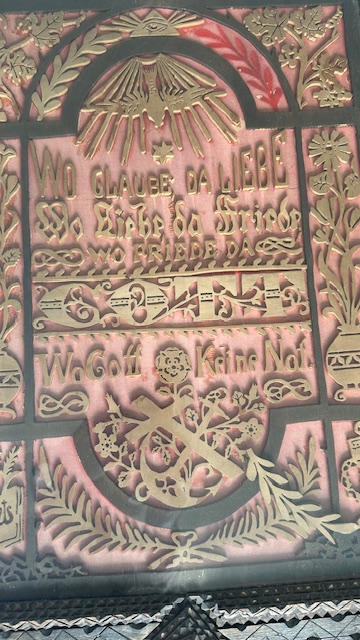 WO GLAUBE DA LIEBE
Wo Liebe da Friede
WO FRIEDE DA
GOTT
Wo Gott Keine Not